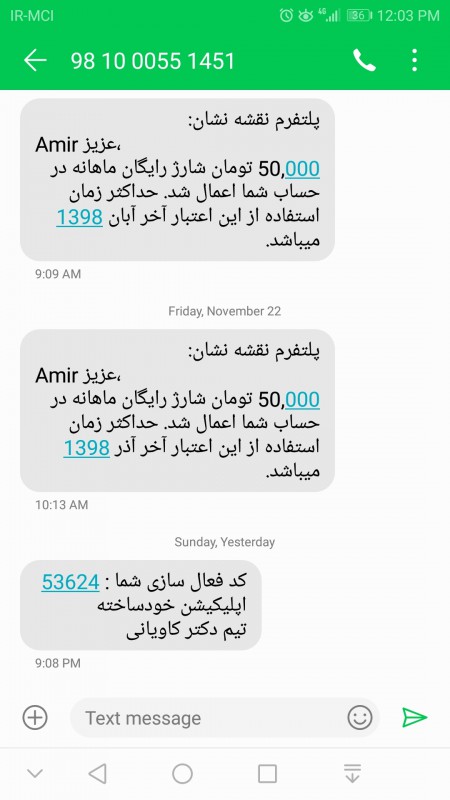 IR-MCI 4G 36 12:03 PM
98 10 0055 1451
پلتفرم نقشه نشان:
Amir عزیز،
50,000 تومان شارژ رایگان ماهانه در
حساب شما اعمال شد. حداکثر زمان
استفاده از این اعتبار آخر آبان 1398
میباشد.
9:09 AM
Friday, November 22
پلتفرم نقشه نشان:
Amir عزیز،
50,000 تومان شارژ رایگان ماهانه در
حساب شما اعمال شد. حداکثر زمان
استفاده از این اعتبار آخر آذر 1398
میباشد.
10:13 AM
Sunday, Yesterday
کد فعال سازی شما : 53624
اپلیکیشن خودساخته
تیم دکتر کاویانی
9:08 PM
Text message